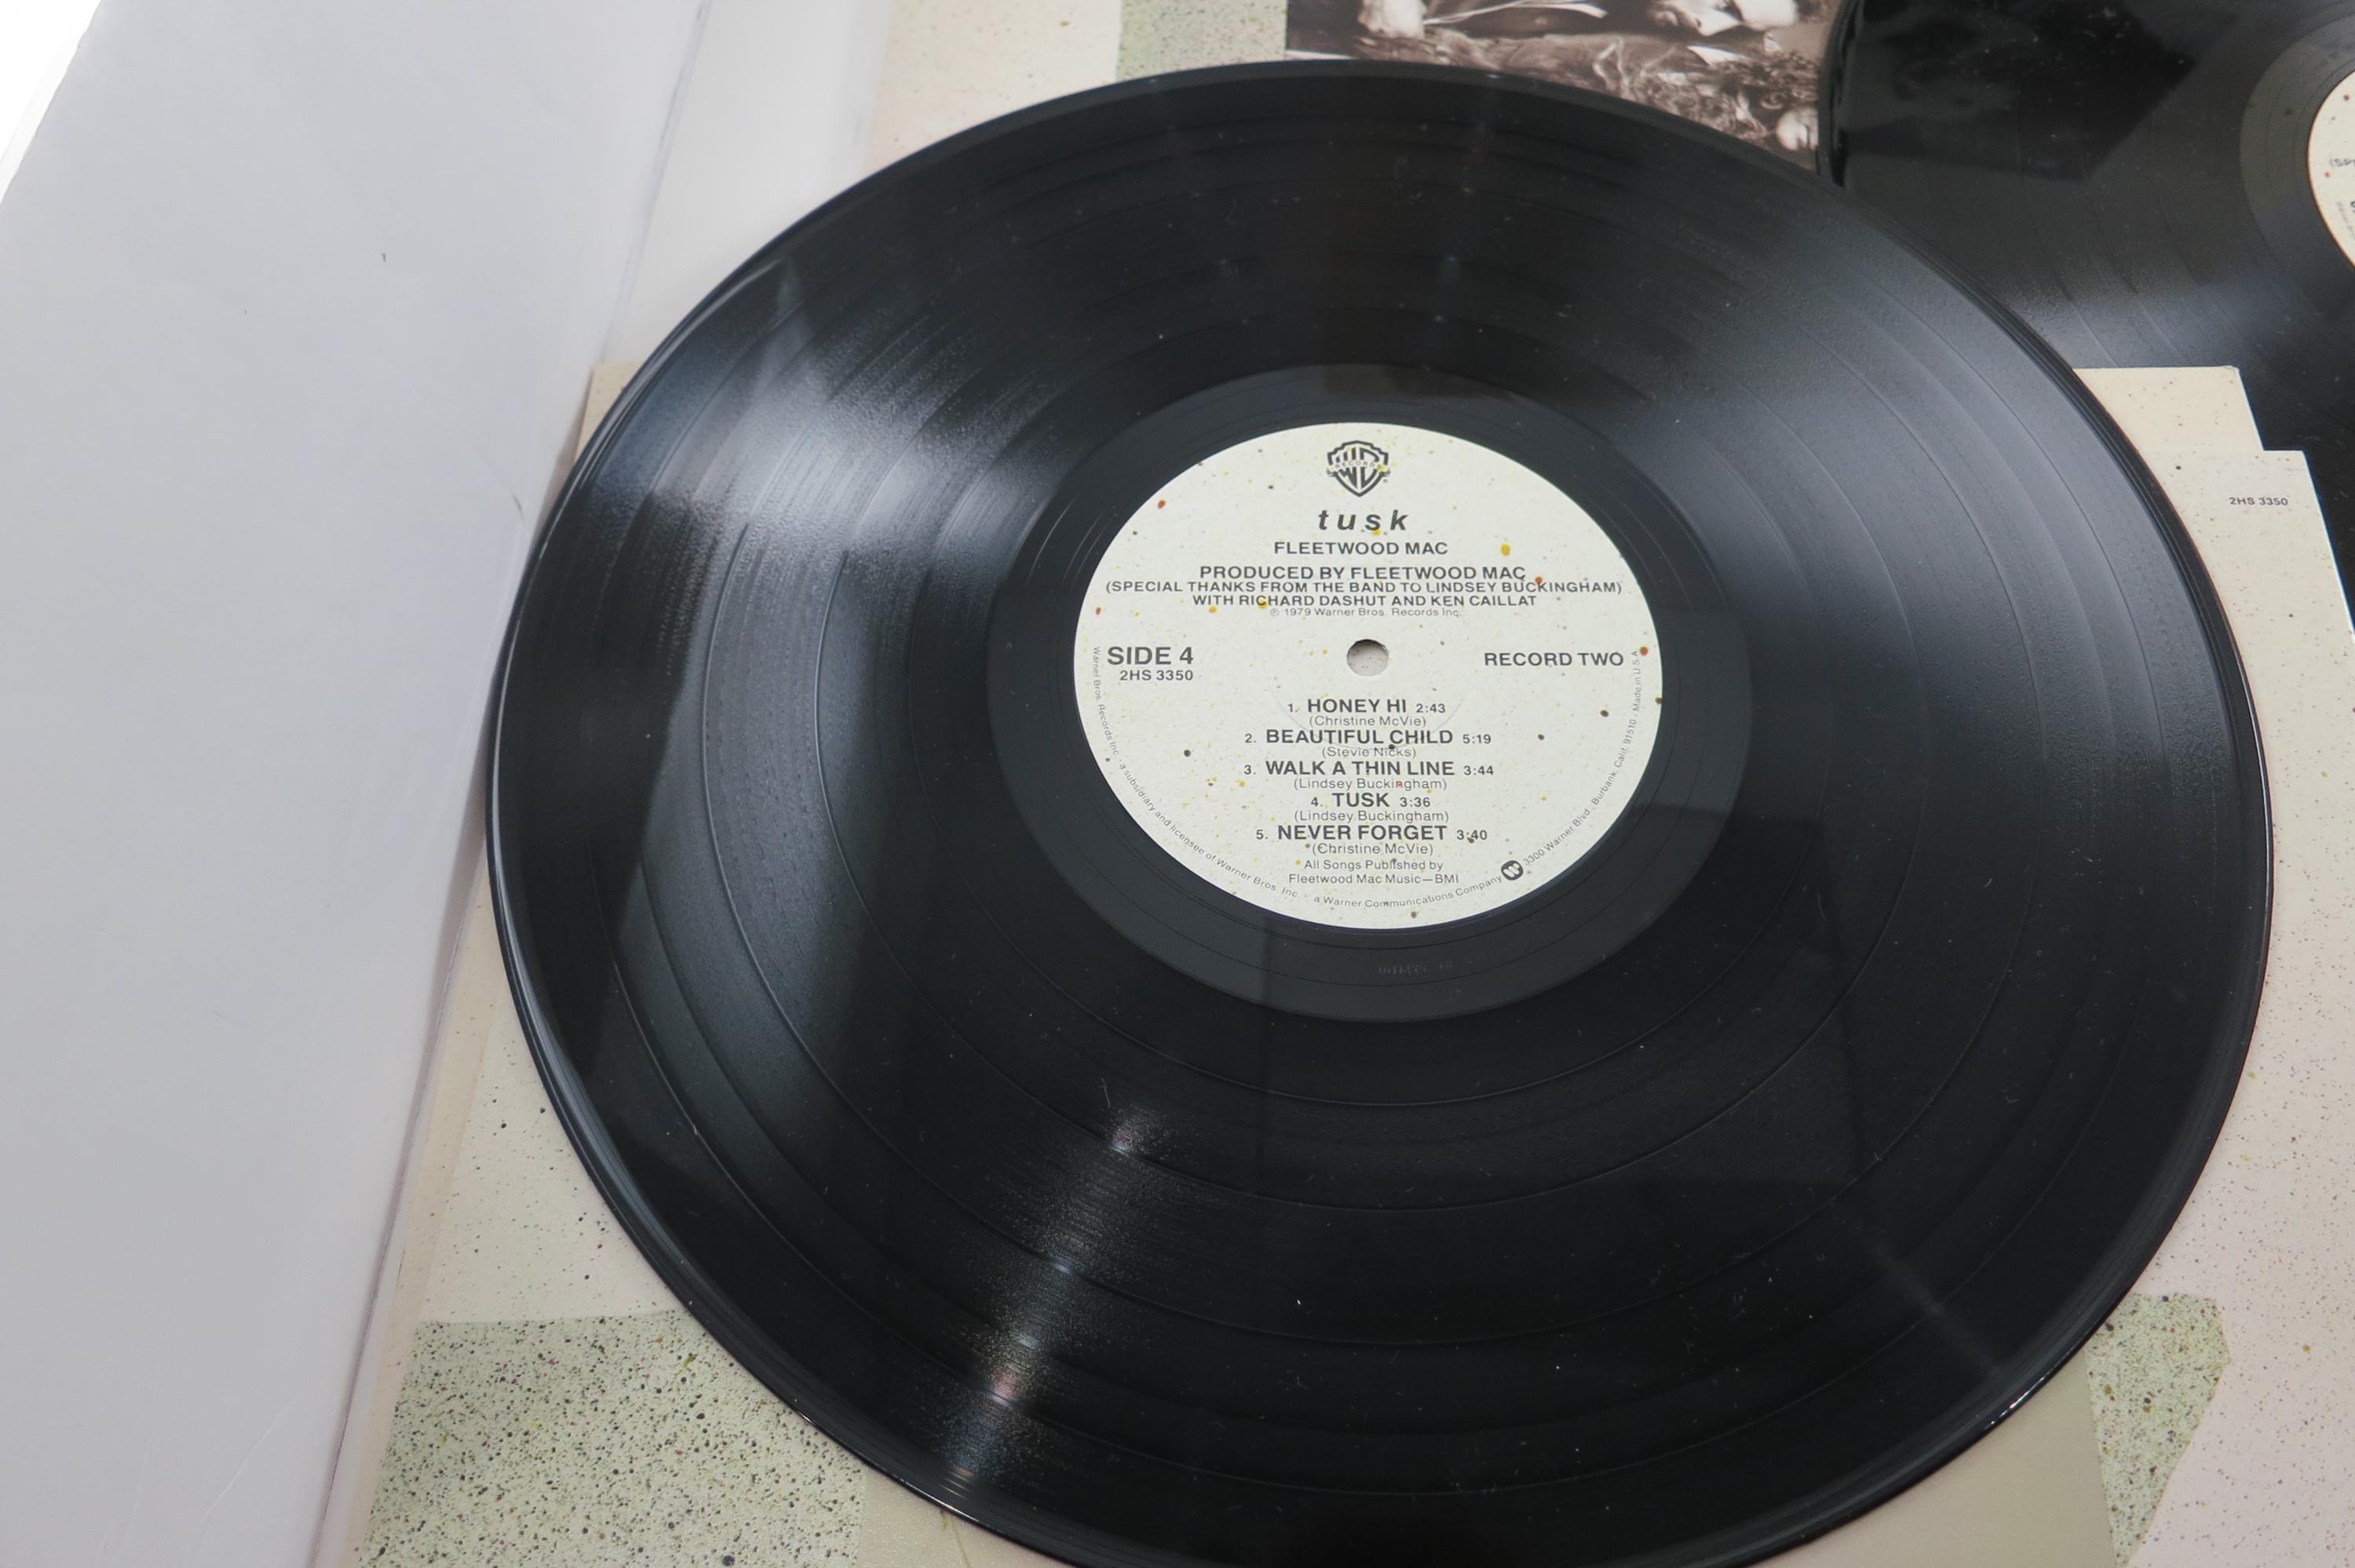 RECORDS
tusk
FLEETWOOD MAC
PRODUCED BY FLEETWOOD MAC
(SPECIAL THANKS FROM THE BAND TO LINDSEY BUCKINGHAM)
WITH RICHARD DASHUT AND KEN CAILLAT
℗ 1979 Warner Bros. Records Inc.
SIDE 4
2HS 3350
RECORD TWO
1. HONEY HI 2:43
(Christine McVie)
2. BEAUTIFUL CHILD 5:19
(Stevie Nicks)
3. WALK A THIN LINE 3:44
(Lindsey Buckingham)
4. TUSK 3:36
(Lindsey Buckingham)
5. NEVER FORGET 3:40
(Christine McVie)
All Songs Published by
Fleetwood Mac Music—BMI
Warner Bros. Records Inc. · a subsidiary and licensee of Warner Bros. Inc. · a Warner Communications Company 3300 Warner Blvd., Burbank, Calif. 91510 · Made in U.S.A.
2HS 3350